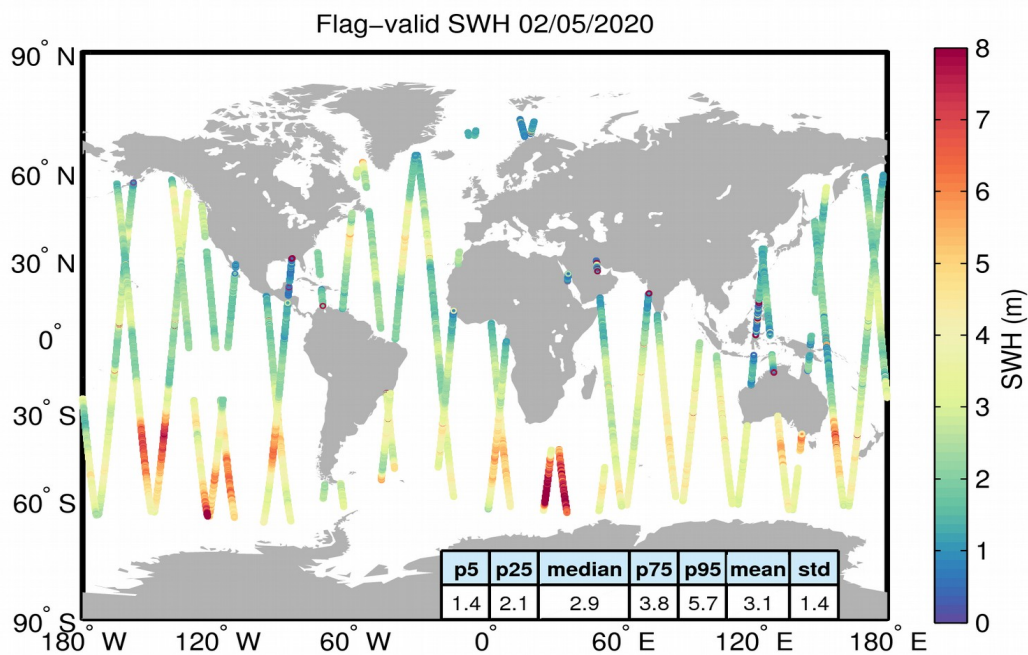 Flag−valid SWH 02/05/2020
90° N
60° N
30° N
0°
30° S
60° S
90° S
180° W
120° W
60° W
0°
60° E
120° E
180° E
8
7
6
5
4
3
2
1
0
SWH (m)
p5 p25 median p75 p95 mean std
1.4 2.1 2.9 3.8 5.7 3.1 1.4